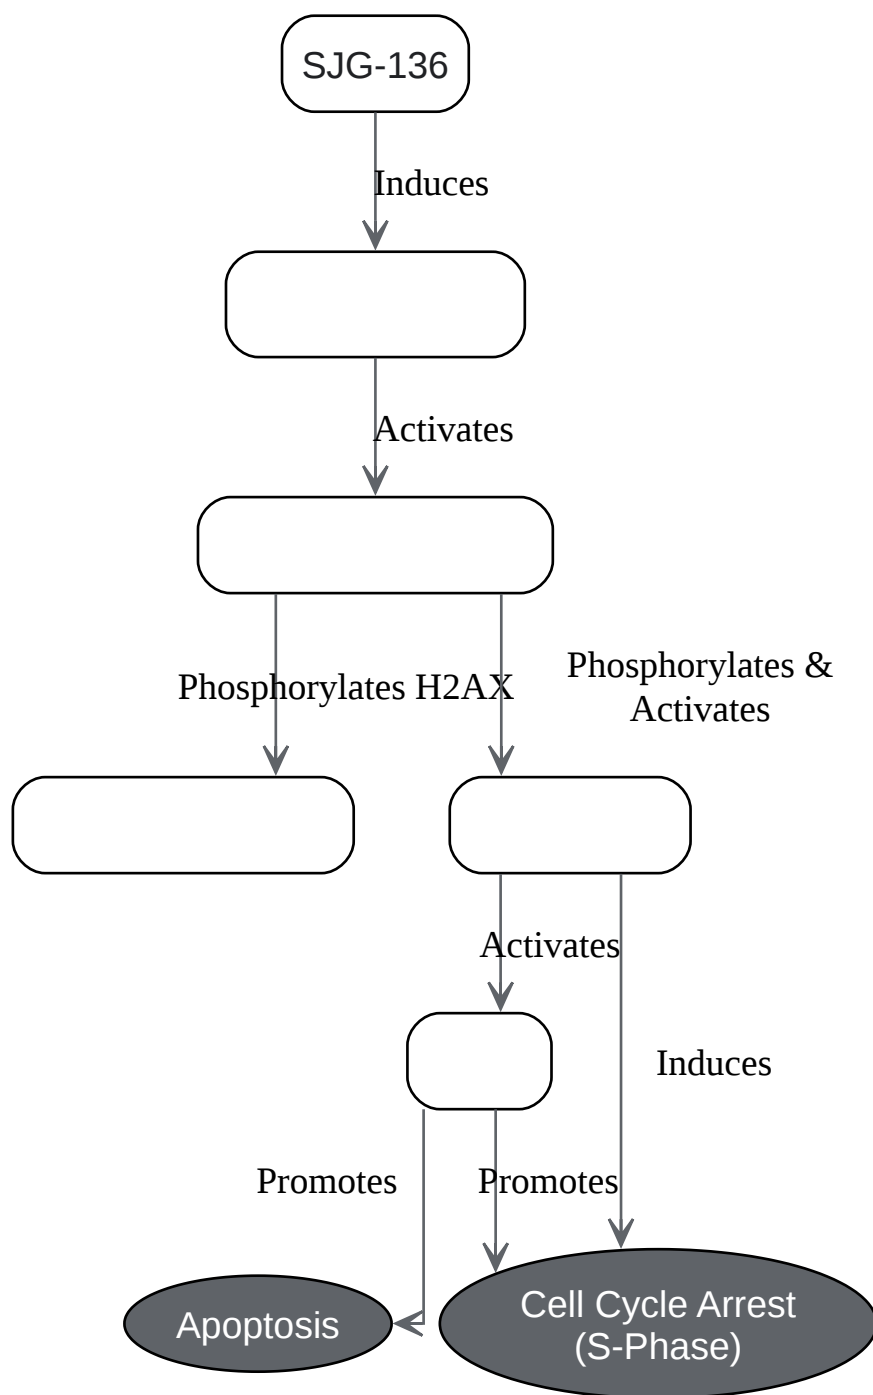 SJG-136
Induces
Activates
Phosphorylates H2AX
Phosphorylates &
Activates
Activates
Induces
Promotes
Promotes
Apoptosis
Cell Cycle Arrest
(S-Phase)